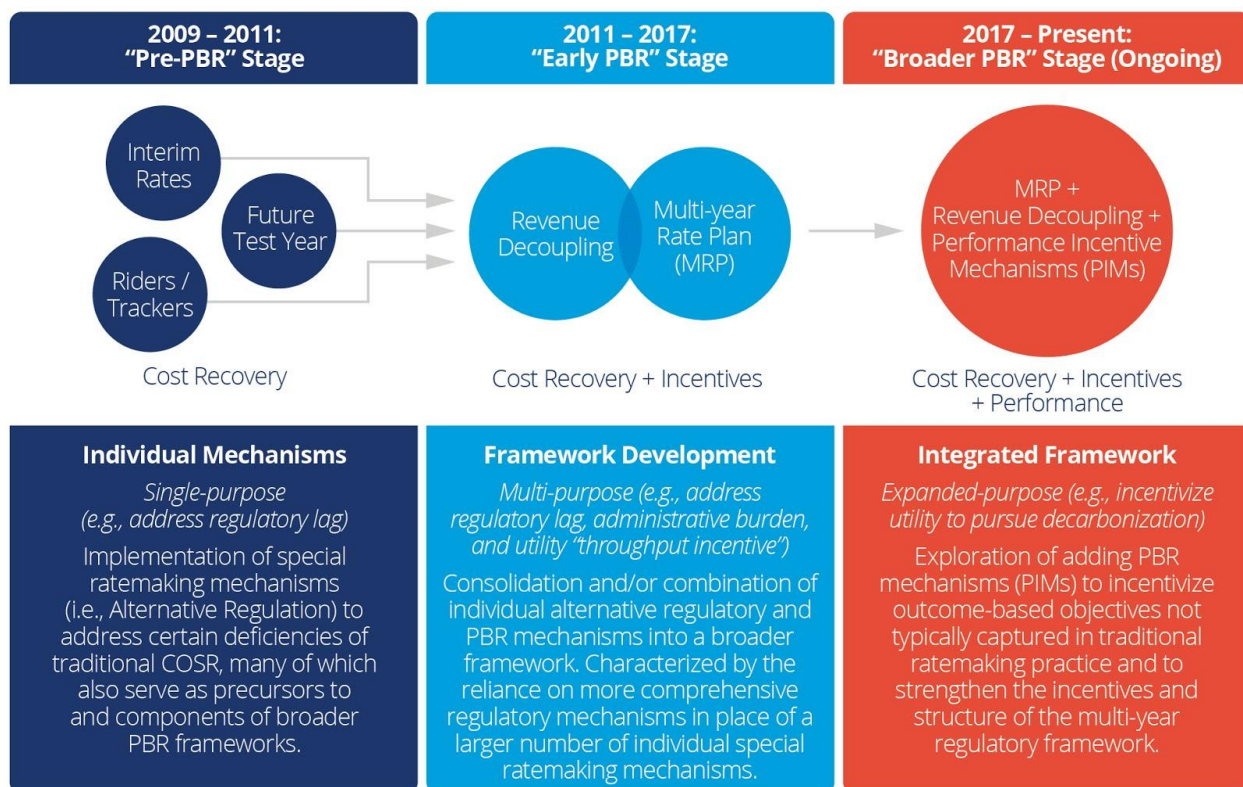 2009 – 2011:
“Pre-PBR” Stage
2011 – 2017:
“Early PBR” Stage
2017 – Present:
“Broader PBR” Stage (Ongoing)
Interim
Rates
Future
Test Year
Riders /
Trackers
Revenue
Decoupling
Multi-year
Rate Plan
(MRP)
MRP +
Revenue Decoupling +
Performance Incentive
Mechanisms (PIMs)
Cost Recovery
Cost Recovery + Incentives
Cost Recovery + Incentives
+ Performance
Individual Mechanisms
Single-purpose
(e.g., address regulatory lag)
Implementation of special
ratemaking mechanisms
(i.e., Alternative Regulation) to
address certain deficiencies of
traditional COSR, many of which
also serve as precursors to
and components of broader
PBR frameworks.
Framework Development
Multi-purpose (e.g., address
regulatory lag, administrative burden,
and utility “throughput incentive”)
Consolidation and/or combination of
individual alternative regulatory and
PBR mechanisms into a broader
framework. Characterized by the
reliance on more comprehensive
regulatory mechanisms in place of a
larger number of individual special
ratemaking mechanisms.
Integrated Framework
Expanded-purpose (e.g., incentivize
utility to pursue decarbonization)
Exploration of adding PBR
mechanisms (PIMs) to incentivize
outcome-based objectives not
typically captured in traditional
ratemaking practice and to
strengthen the incentives and
structure of the multi-year
regulatory framework.